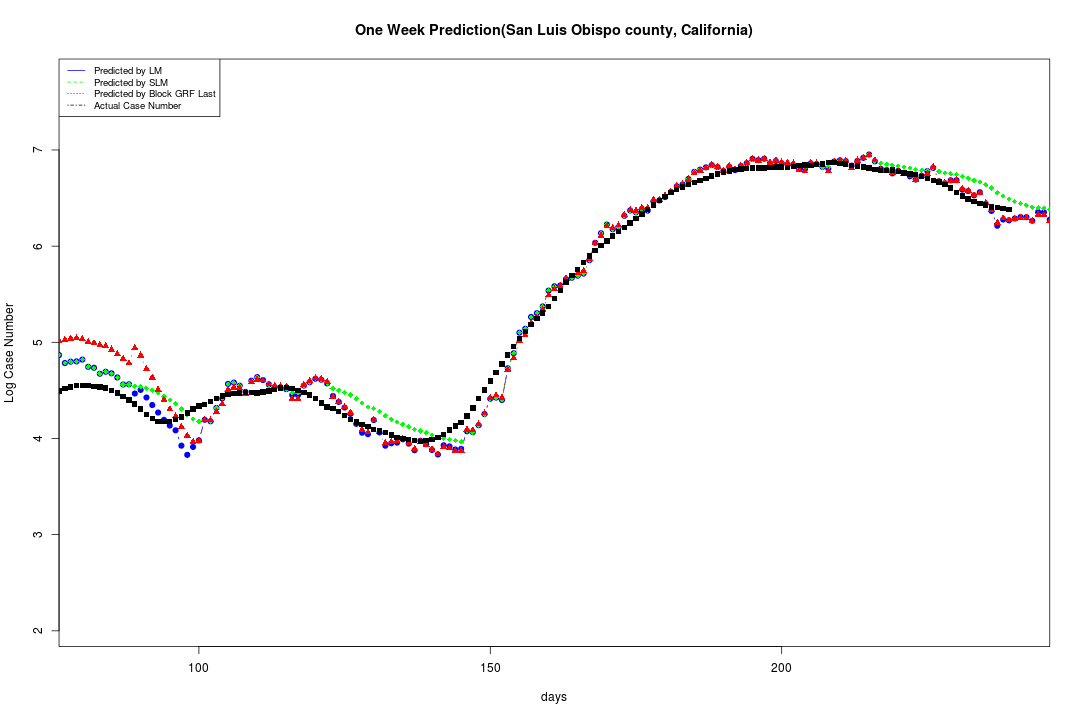 One Week Prediction(San Luis Obispo county, California)
Predicted by LM
Predicted by SLM
Predicted by Block GRF Last
Actual Case Number
Log Case Number
7
6
5
4
3
2
100 150 200
days